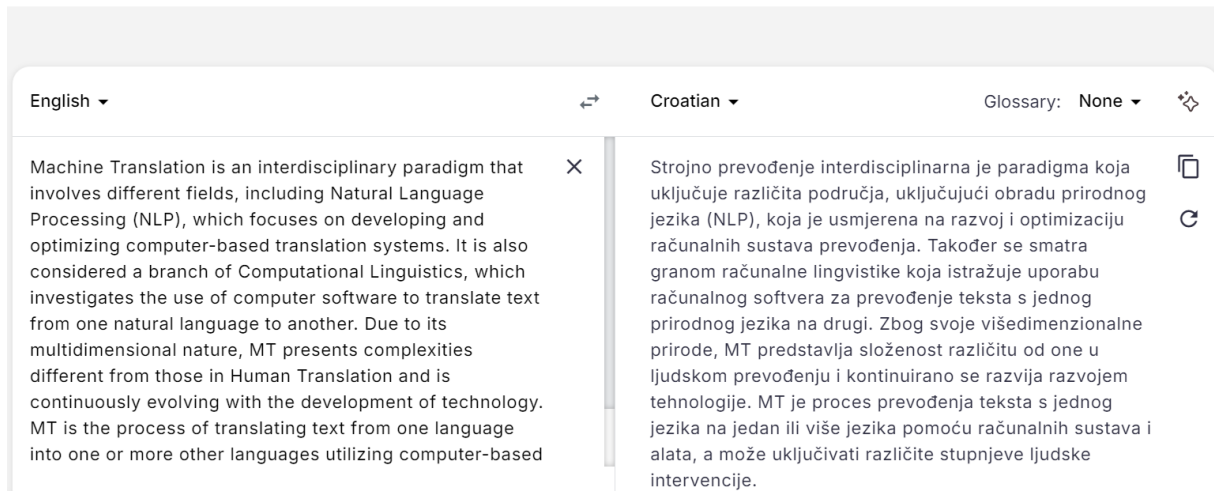 English
Croatian
Glossary: None
Machine Translation is an interdisciplinary paradigm that
involves different fields, including Natural Language
Processing (NLP), which focuses on developing and
optimizing computer-based translation systems. It is also
considered a branch of Computational Linguistics, which
investigates the use of computer software to translate text
from one natural language to another. Due to its
multidimensional nature, MT presents complexities
different from those in Human Translation and is
continuously evolving with the development of technology.
MT is the process of translating text from one language
into one or more other languages utilizing computer-based
Strojno prevođenje interdisciplinarna je paradigma koja
uključuje različita područja, uključujući obradu prirodnog
jezika (NLP), koja je usmjerena na razvoj i optimizaciju
računalnih sustava prevođenja. Također se smatra
granom računalne lingvistike koja istražuje uporabu
računalnog softvera za prevođenje teksta s jednog
prirodnog jezika na drugi. Zbog svoje višedimenzionalne
prirode, MT predstavlja složenost različitu od one u
ljudskom prevođenju i kontinuirano se razvija razvojem
tehnologije. MT je proces prevođenja teksta s jednog
jezika na jedan ili više jezika pomoću računalnih sustava i
alata, a može uključivati različite stupnjeve ljudske
intervencije.